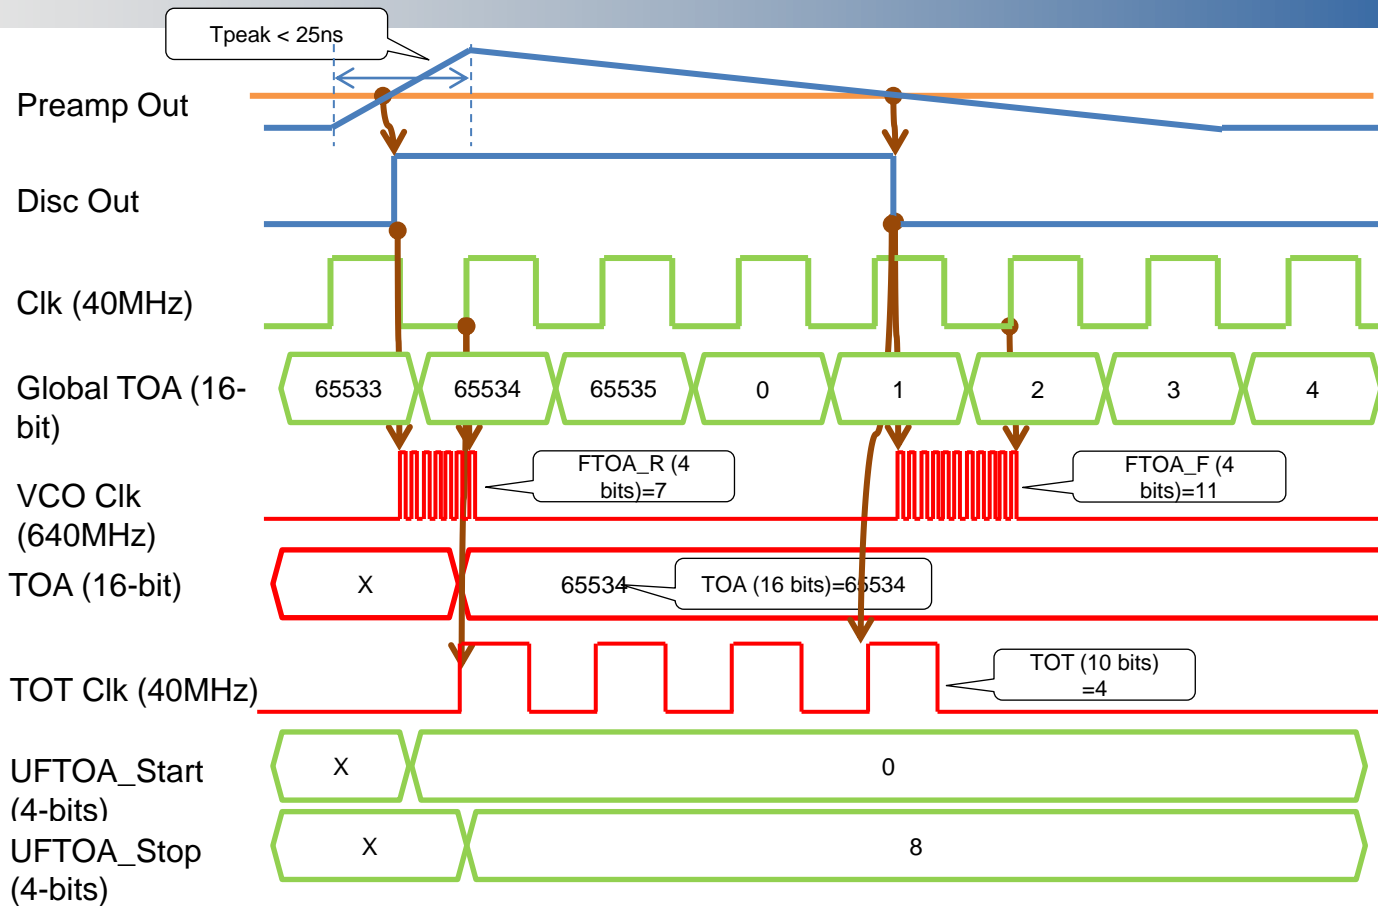 Tpeak < 25ns
Preamp Out
Disc Out
Clk (40MHz)
Global TOA (16-
bit)
65533
65534
65535
0
1
2
3
4
VCO Clk
(640MHz)
FTOA_R (4
bits)=7
FTOA_F (4
bits)=11
TOA (16-bit)
X
65534
TOA (16 bits)=65534
TOT Clk (40MHz)
TOT (10 bits)
=4
UFTOA_Start
(4-bits)
X
0
UFTOA_Stop
(4-bits)
X
8